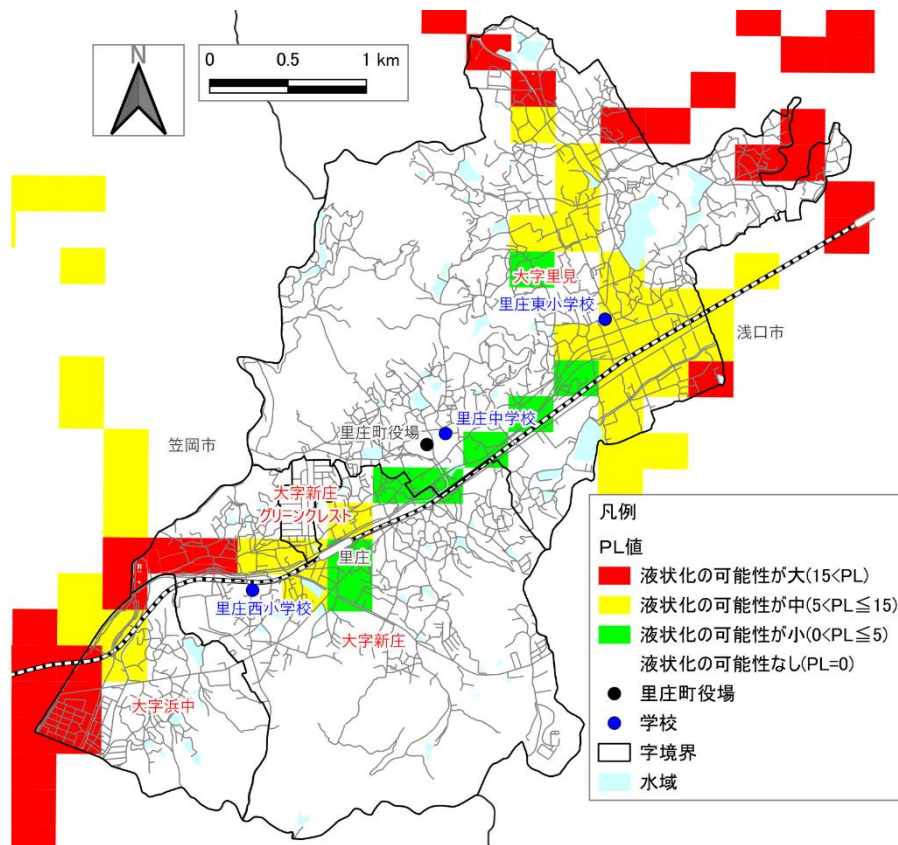 N
0 0.5 1 km
大字里見
里庄東小学校
浅口市
里庄中学校
里庄町役場
笠岡市
大字新庄
グリーンクレスト
里庄
里庄西小学校
大字新庄
大字浜中
凡例
PL値
液状化の可能性が大(15<PL)
液状化の可能性が中(5<PL≦15)
液状化の可能性が小(0<PL≦5)
液状化の可能性なし(PL=0)
里庄町役場
学校
字境界
水域